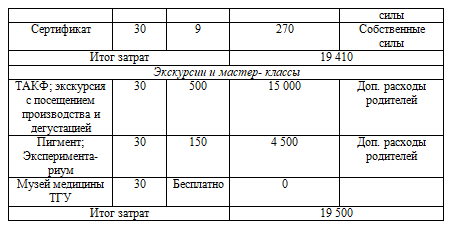 силы
Сертификат 30 9 270 Собственные
силы
Итог затрат 19 410
Экскурсии и мастер- классы
ТАКФ; экскурсия 30 500 15 000 Доп. расходы
с посещением родителей
производства и
дегустацией
Пигмент; 30 150 4 500 Доп. расходы
Эксперимента- родителей
риум
Музей медицины 30 Бесплатно 0
ТГУ
Итог затрат 19 500